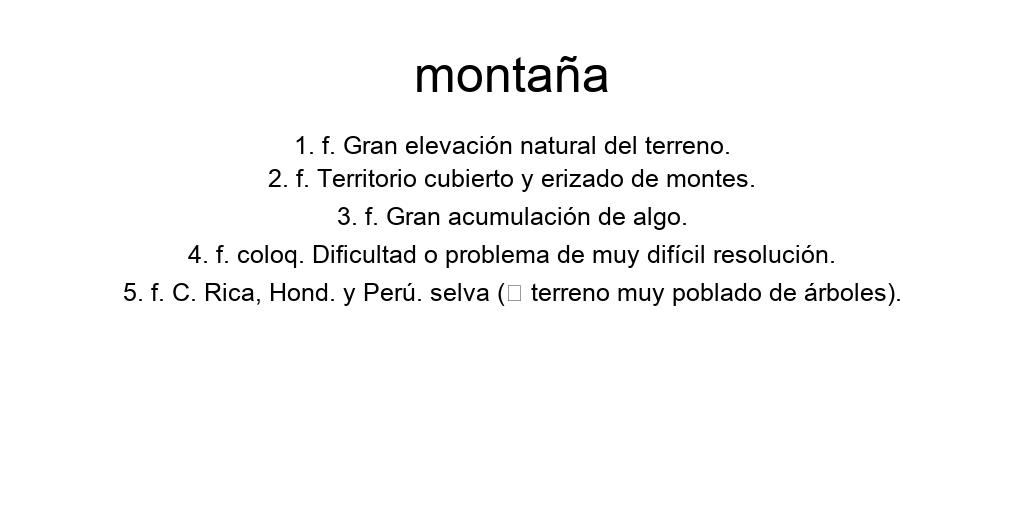 montaña
1. f. Gran elevación natural del terreno.
2. f. Territorio cubierto y erizado de montes.
3. f. Gran acumulación de algo.
4. f. coloq. Dificultad o problema de muy difícil resolución.
5. f. C. Rica, Hond. y Perú. selva (□ terreno muy poblado de árboles).